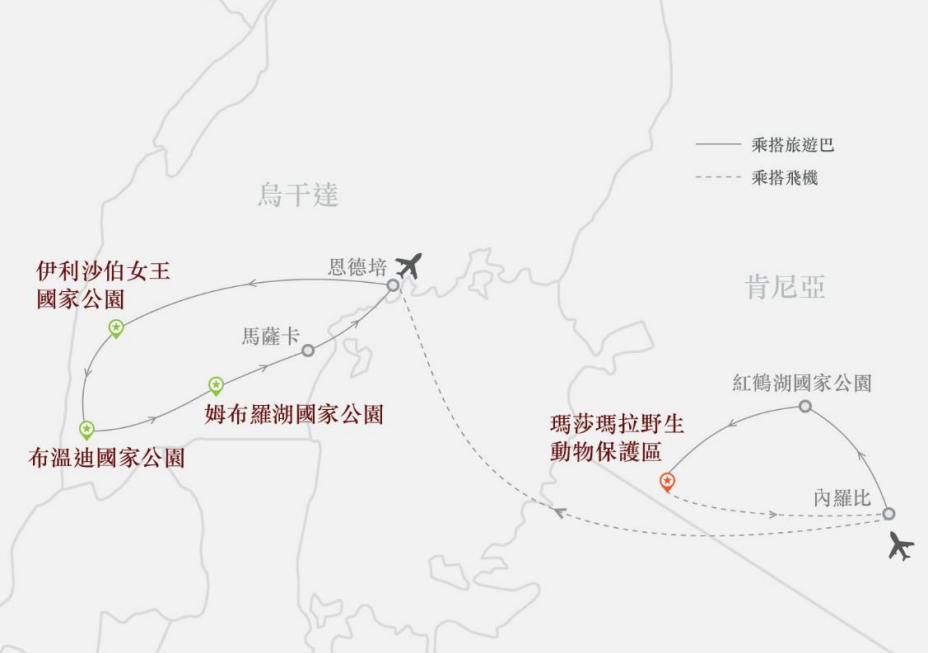 乘搭旅遊巴
乘搭飛機
烏干達
伊利沙伯女王
國家公園
恩德培
肯尼亞
馬薩卡
紅鶴湖國家公園
姆布羅湖國家公園
瑪莎瑪拉野生
動物保護區
布溫迪國家公園
內羅比